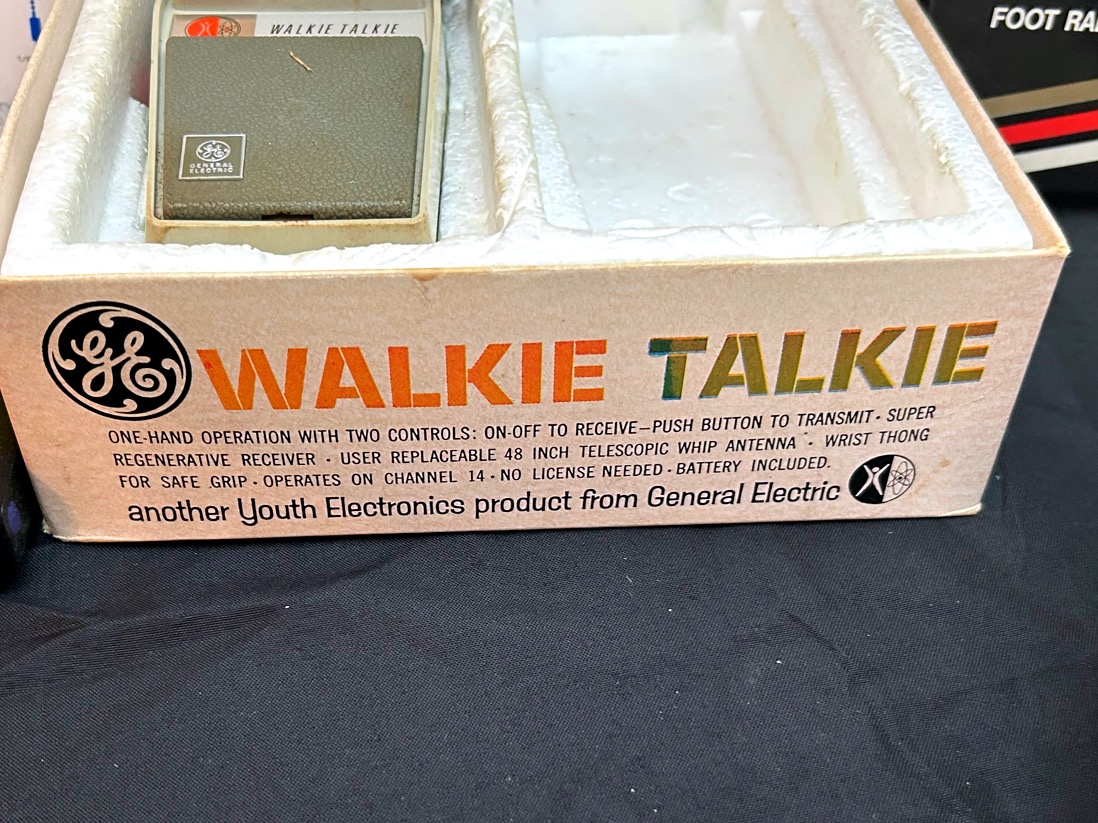 FOOT
WALKIE TALKIE
GE
GENERAL
ELECTRIC
GE WALKIE TALKIE
ONE-HAND OPERATION WITH TWO CONTROLS: ON-OFF TO RECEIVE—PUSH BUTTON TO TRANSMIT · SUPER
REGENERATIVE RECEIVER · USER REPLACEABLE 48 INCH TELESCOPIC WHIP ANTENNA · WRIST THONG
FOR SAFE GRIP · OPERATES ON CHANNEL 14 · NO LICENSE NEEDED · BATTERY INCLUDED.
another Youth Electronics product from General Electric